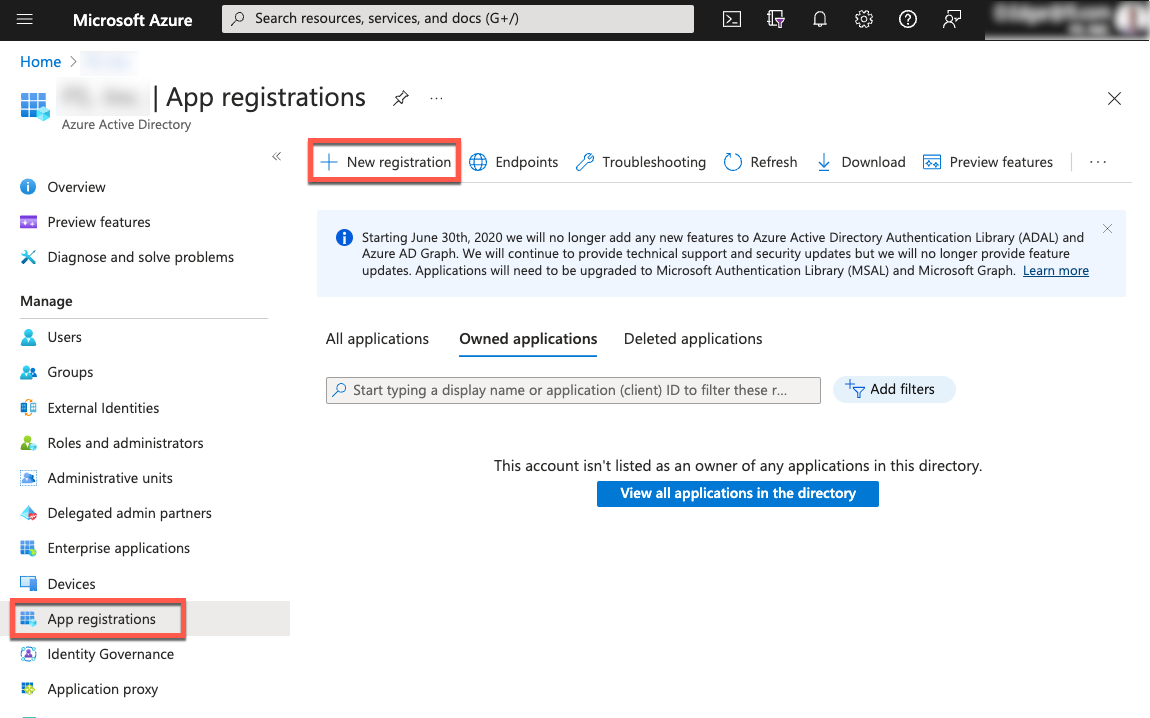 Microsoft Azure
Search resources, services, and docs (G+/)
Home
| App registrations
Azure Active Directory
New registration
Endpoints
Troubleshooting
Refresh
Download
Preview features
Overview
Preview features
Diagnose and solve problems
Manage
Users
Groups
External Identities
Roles and administrators
Administrative units
Delegated admin partners
Enterprise applications
Devices
App registrations
Identity Governance
Application proxy
Starting June 30th, 2020 we will no longer add any new features to Azure Active Directory Authentication Library (ADAL) and
Azure AD Graph. We will continue to provide technical support and security updates but we will no longer provide feature
updates. Applications will need to be upgraded to Microsoft Authentication Library (MSAL) and Microsoft Graph. Learn more
All applications
Owned applications
Deleted applications
Start typing a display name or application (client) ID to filter these r...
Add filters
This account isn't listed as an owner of any applications in this directory.
View all applications in the directory